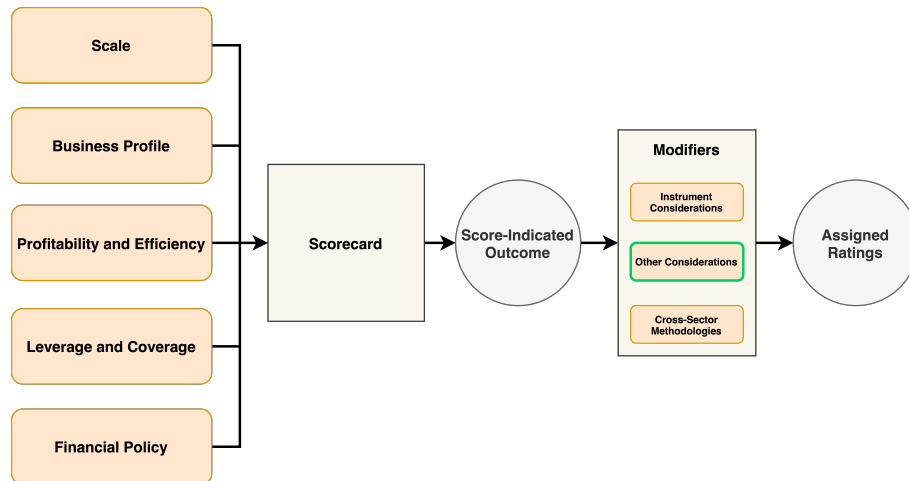 Scale
Business Profile
Profitability and Efficiency
Leverage and Coverage
Financial Policy
Scorecard
Score-Indicated
Outcome
Modifiers
Instrument
Considerations
Other Considerations
Cross-Sector
Methodologies
Assigned
Ratings